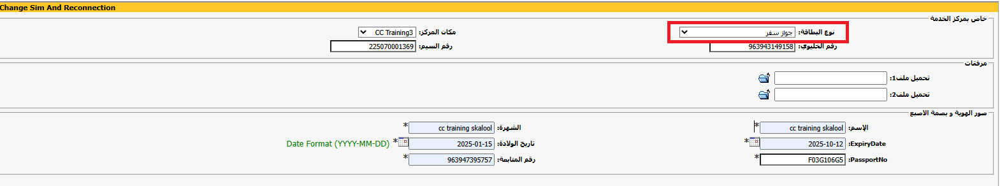 Change Sim And Reconnection
خاص بمركز الخدمة
نوع البطاقة: جواز سفر مكان المركز: CC Training3
رقم الخليوي: 963943149158 رقم السيم: 225070001369
مرفقات
تحميل ملف1:
تحميل ملف2:
صور الهوية و بصمة الاصبع
الإسم: cc training skalool * الشهرة: cc training skalool *
ExpiryDate: 2025-10-12 * تاريخ الولادة: 2025-01-15 * Date Format (YYYY-MM-DD)
PassportNo: F03G106G5 * رقم المتابعة: 963947395757 *